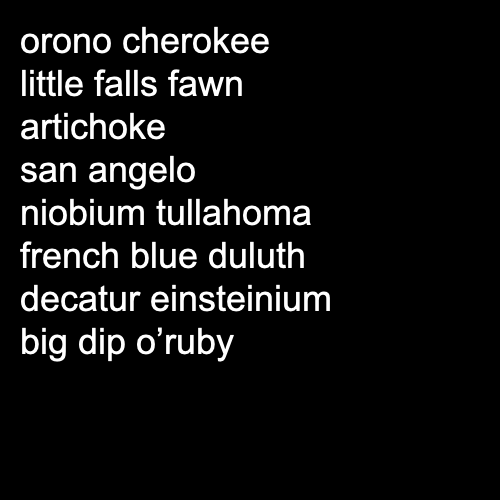 orono cherokee
little falls fawn
artichoke
san angelo
niobium tullahoma
french blue duluth
decatur einsteinium
big dip o’ruby